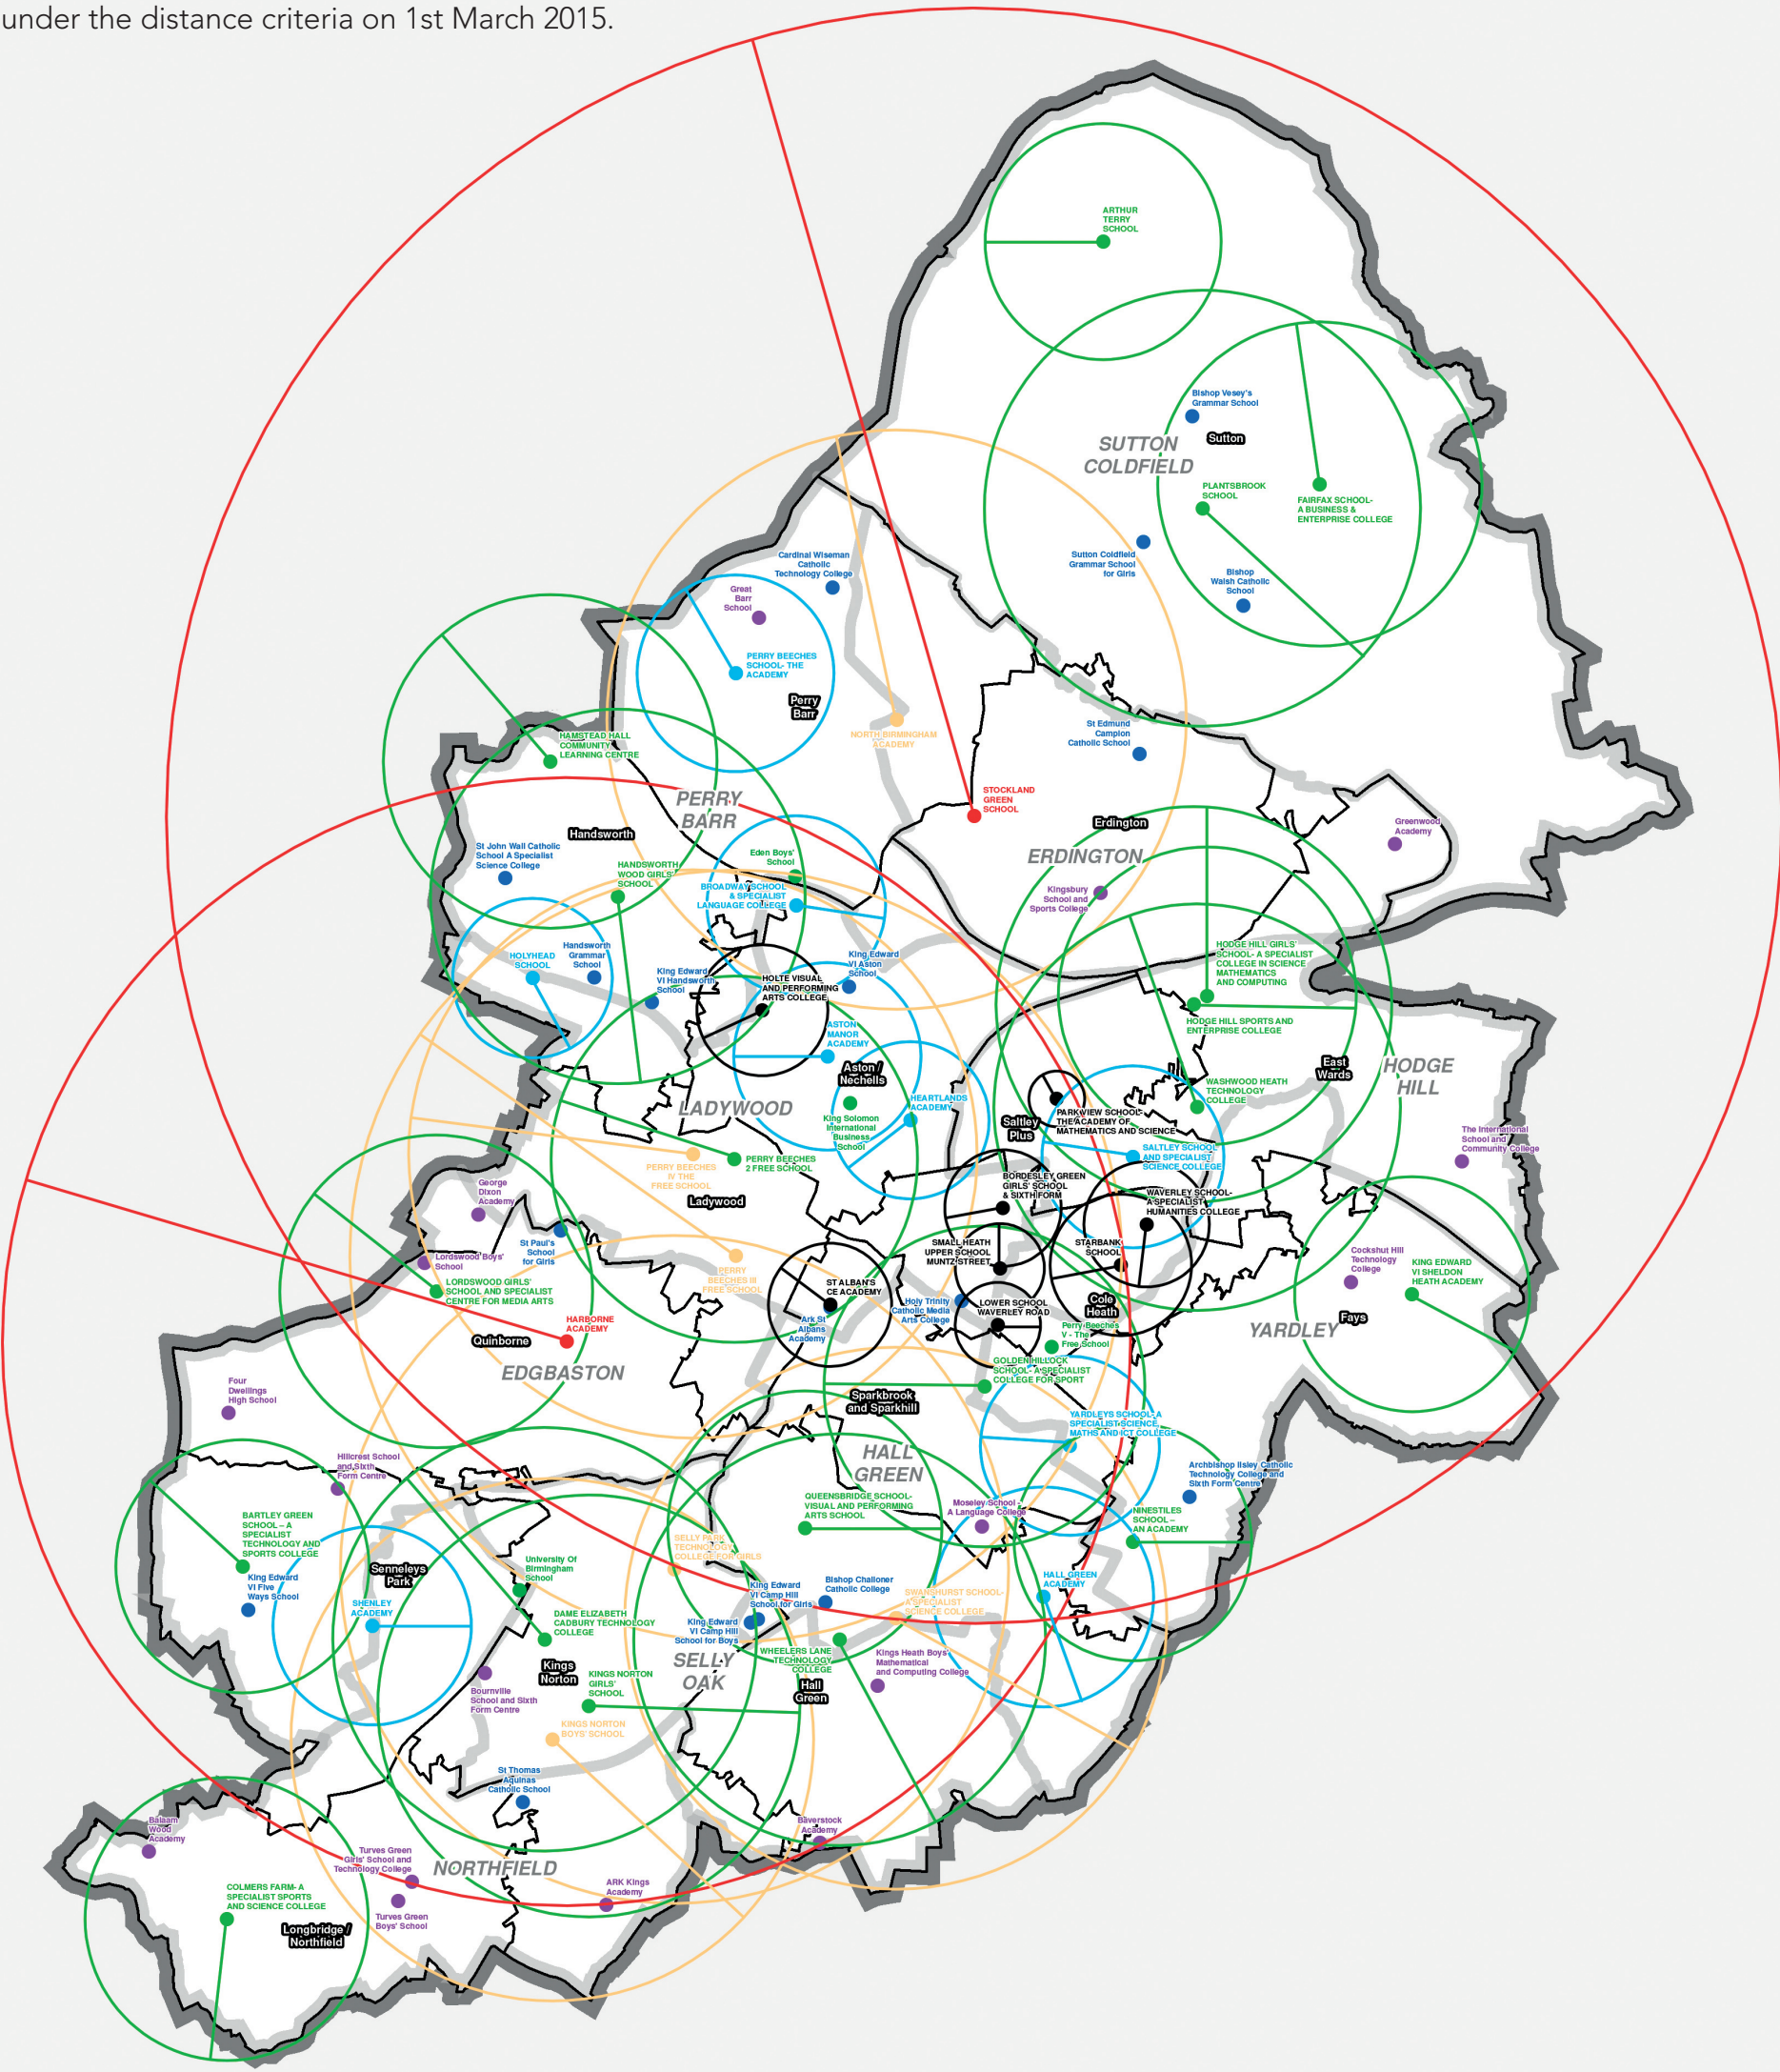 under the distance criteria on 1st March 2015.
ARTHUR
TERRY
SCHOOL
Bishop Vesey's
Grammar School
Sutton
SUTTON
COLDFIELD
PLANTSBROOK
SCHOOL
FAIRFAX SCHOOL-
A BUSINESS &
ENTERPRISE COLLEGE
Sutton Coldfield
Grammar School
for Girls
Bishop
Walsh Catholic
School
Cardinal Wiseman
Catholic
Technology College
Great
Barr
School
PERRY BEECHES
SCHOOL- THE
ACADEMY
Perry
Barr
NORTH BIRMINGHAM
ACADEMY
St Edmund
Campion
Catholic School
HAMSTEAD HALL
COMMUNITY
LEARNING CENTRE
STOCKLAND
GREEN
SCHOOL
PERRY
BARR
Handsworth
Erdington
ERDINGTON
Greenwood
Academy
St John Wall Catholic
School A Specialist
Science College
HANDSWORTH
WOOD GIRLS'
SCHOOL
Eden Boys'
School
BROADWAY SCHOOL
& SPECIALIST
LANGUAGE COLLEGE
Kingsbury
School and
Sports College
HOLYHEAD
SCHOOL
Handsworth
Grammar
School
King Edward
VI Handsworth
School
King Edward
VI Aston
School
HOLTE VISUAL
AND PERFORMING
ARTS COLLEGE
HODGE HILL GIRLS'
SCHOOL- A SPECIALIST
COLLEGE IN SCIENCE
MATHEMATICS
AND COMPUTING
HODGE HILL SPORTS AND
ENTERPRISE COLLEGE
ASTON
MANOR
ACADEMY
Aston /
Nechells
East
Wards
HODGE
HILL
WASHWOOD HEATH
TECHNOLOGY
COLLEGE
LADYWOOD
HEARTLANDS
ACADEMY
King Solomon
International
Business
School
Saltley
Plus
PARK VIEW SCHOOL-
THE ACADEMY OF
MATHEMATICS AND SCIENCE
SALTLEY SCHOOL
AND SPECIALIST
SCIENCE COLLEGE
The International
School and
Community College
PERRY BEECHES
IV THE
FREE SCHOOL
PERRY BEECHES
2 FREE SCHOOL
Ladywood
George
Dixon
Academy
BORDESLEY GREEN
GIRLS' SCHOOL
& SIXTH FORM
WAVERLEY SCHOOL-
A SPECIALIST
HUMANITIES COLLEGE
St Paul's
School
for Girls
Lordswood Boys'
School
LORDSWOOD GIRLS'
SCHOOL AND SPECIALIST
CENTRE FOR MEDIA ARTS
PERRY
BEECHES III
FREE SCHOOL
SMALL HEATH
UPPER SCHOOL
MUNTZ STREET
STARBANK
SCHOOL
Cockshut Hill
Technology
College
KING EDWARD
VI SHELDON
HEATH ACADEMY
ST ALBAN'S
CE ACADEMY
Ark St
Albans
Academy
Holy Trinity
Catholic Media
Arts College
LOWER SCHOOL
WAVERLEY ROAD
Cole
Heath
Fays
YARDLEY
HARBORNE
ACADEMY
Quinborne
EDGBASTON
Perry Beeches
V - The
Free School
GOLDEN HILLOCK
SCHOOL- A SPECIALIST
COLLEGE FOR SPORT
Four
Dwellings
High School
Sparkbrook
and Sparkhill
YARDLEYS SCHOOL- A
SPECIALIST SCIENCE,
MATHS AND ICT COLLEGE
HALL
GREEN
Hillcrest School
and Sixth
Form Centre
Archbishop Ilsley Catholic
Technology College and
Sixth Form Centre
QUEENSBRIDGE SCHOOL-
VISUAL AND PERFORMING
ARTS SCHOOL
Moseley School -
A Language College
NINESTILES
SCHOOL –
AN ACADEMY
BARTLEY GREEN
SCHOOL – A
SPECIALIST
TECHNOLOGY AND
SPORTS COLLEGE
King Edward
VI Five
Ways School
Senneleys
Park
SHENLEY
ACADEMY
University Of
Birmingham
School
SELLY PARK
TECHNOLOGY
COLLEGE FOR GIRLS
King Edward
VI Camp Hill
School for Girls
Bishop Challoner
Catholic College
HALL GREEN
ACADEMY
SWANSHURST SCHOOL-
A SPECIALIST
SCIENCE COLLEGE
DAME ELIZABETH
CADBURY TECHNOLOGY
COLLEGE
King Edward
VI Camp Hill
School for Boys
WHEELERS LANE
TECHNOLOGY
COLLEGE
Kings Heath Boys'
Mathematical
and Computing College
SELLY
OAK
Hall
Green
Kings
Norton
KINGS NORTON
GIRLS'
SCHOOL
Bournville
School and Sixth
Form Centre
KINGS NORTON
BOYS' SCHOOL
St Thomas
Aquinas
Catholic School
Balaam
Wood
Academy
Baverstock
Academy
Turves Green
Girls' School and
Technology College
NORTHFIELD
ARK Kings
Academy
COLMERS FARM- A
SPECIALIST SPORTS
AND SCIENCE COLLEGE
Turves Green
Boys' School
Longbridge /
Northfield